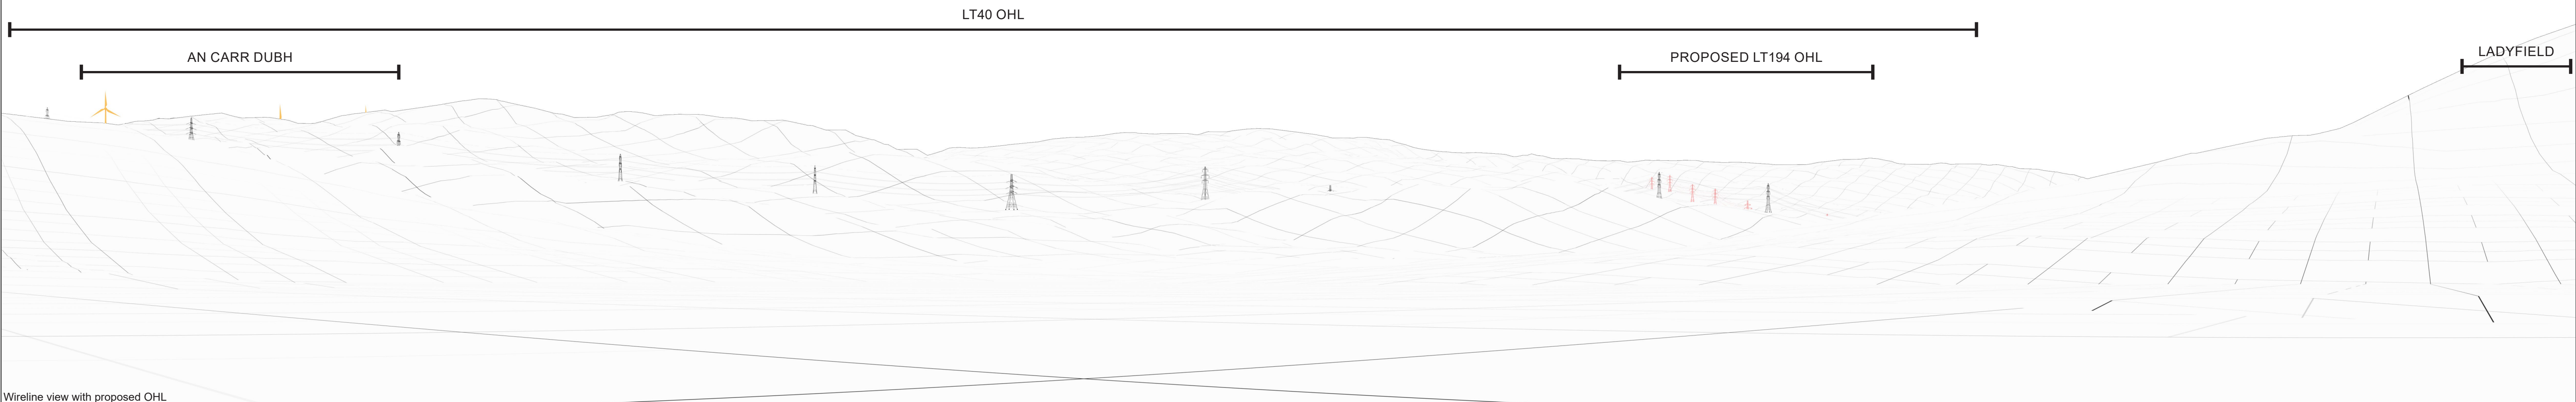 LT40 OHL
AN CARR DUBH
PROPOSED LT194 OHL
LADYFIELD
Wireline view with proposed OHL